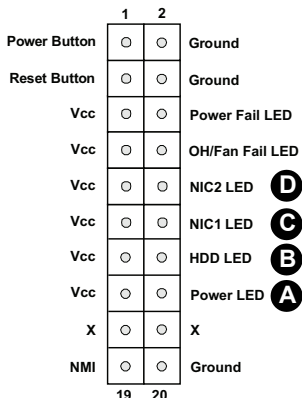 1 2
Power Button Ground
Reset Button Ground
Vcc Power Fail LED
Vcc OH/Fan Fail LED
Vcc NIC2 LED D
Vcc NIC1 LED C
Vcc HDD LED B
Vcc Power LED A
X X
NMI Ground
19 20